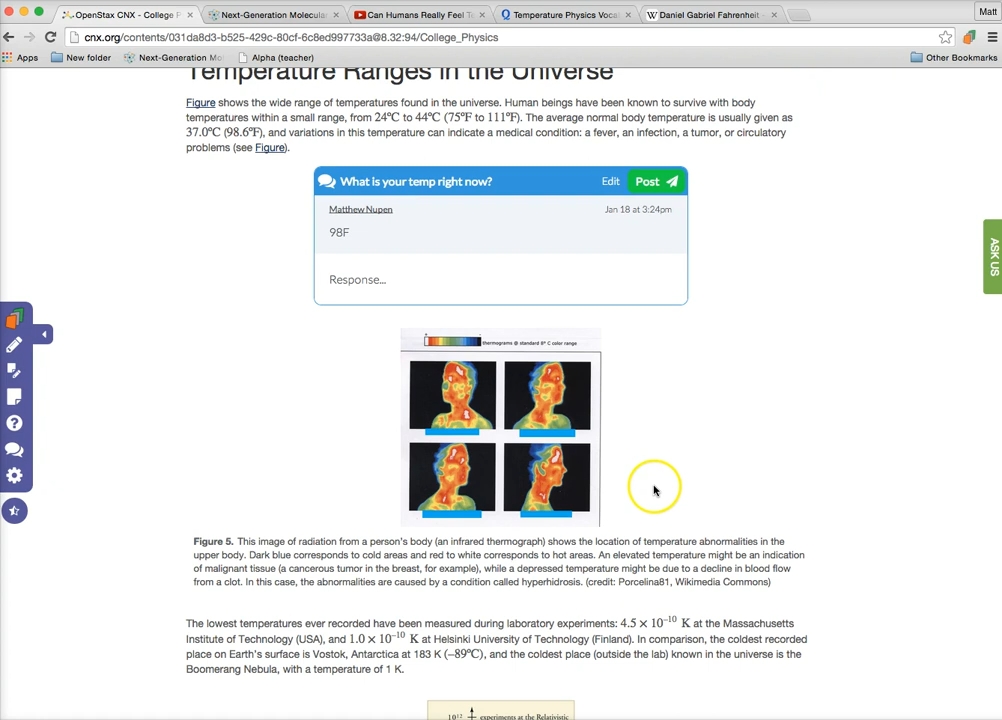 OpenStax CNX - College P
Next-Generation Molecula
Can Humans Really Feel T
Temperature Physics Voca
Daniel Gabriel Fahrenheit
Matt
cnx.org/contents/031da8d3-b525-429c-80cf-6c8ed997733a@8.32:94/College_Physics
Apps
New folder
Next-Generation Mo
Alpha (teacher)
Other Bookmarks
Temperature Ranges in the Universe
Figure shows the wide range of temperatures found in the universe. Human beings have been known to survive with body
temperatures within a small range, from 24ºC to 44ºC (75ºF to 111ºF). The average normal body temperature is usually given as
37.0ºC (98.6ºF), and variations in this temperature can indicate a medical condition: a fever, an infection, a tumor, or circulatory
problems (see Figure).
What is your temp right now?
Edit
Post
Matthew Nupen
Jan 18 at 3:24pm
98F
Response...
ASK US
thermograms @ standard 6º C color range
Figure 5. This image of radiation from a person's body (an infrared thermograph) shows the location of temperature abnormalities in the
upper body. Dark blue corresponds to cold areas and red to white corresponds to hot areas. An elevated temperature might be an indication
of malignant tissue (a cancerous tumor in the breast, for example), while a depressed temperature might be due to a decline in blood flow
from a clot. In this case, the abnormalities are caused by a condition called hyperhidrosis. (credit: Porcelina81, Wikimedia Commons)
The lowest temperatures ever recorded have been measured during laboratory experiments: 4.5 × 10⁻¹⁰ K at the Massachusetts
Institute of Technology (USA), and 1.0 × 10⁻¹⁰ K at Helsinki University of Technology (Finland). In comparison, the coldest recorded
place on Earth's surface is Vostok, Antarctica at 183 K (–89ºC), and the coldest place (outside the lab) known in the universe is the
Boomerang Nebula, with a temperature of 1 K.
10¹² experiments at the Relativistic